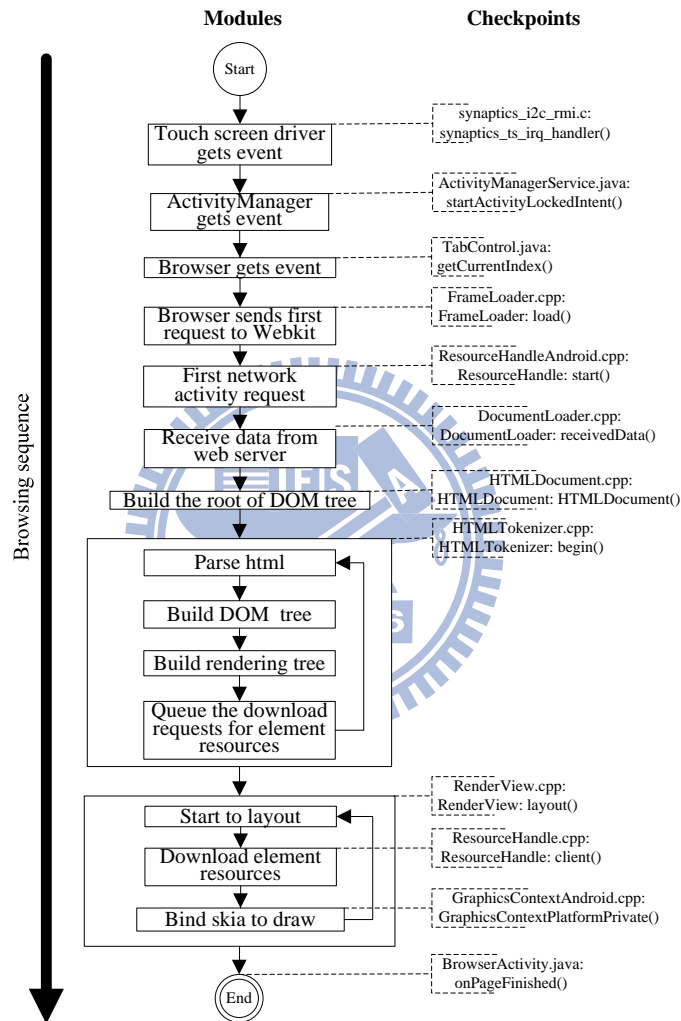 Modules
Checkpoints
Browsing sequence
Start
synaptics_i2c_rmi.c:
synaptics_ts_irq_handler()
Touch screen driver
gets event
ActivityManagerService.java:
startActivityLockedIntent()
ActivityManager
gets event
TabControl.java:
getCurrentIndex()
Browser gets event
FrameLoader.cpp:
FrameLoader: load()
Browser sends first
request to Webkit
ResourceHandleAndroid.cpp:
ResourceHandle: start()
First network
activity request
DocumentLoader.cpp:
DocumentLoader: receivedData()
Receive data from
web server
HTMLDocument.cpp:
HTMLDocument: HTMLDocument()
Build the root of DOM tree
HTMLTokenizer.cpp:
HTMLTokenizer: begin()
Parse html
Build DOM tree
Build rendering tree
Queue the download
requests for element
resources
RenderView.cpp:
RenderView: layout()
Start to layout
ResourceHandle.cpp:
ResourceHandle: client()
Download element
resources
GraphicsContextAndroid.cpp:
GraphicsContextPlatformPrivate()
Bind skia to draw
BrowserActivity.java:
onPageFinished()
End